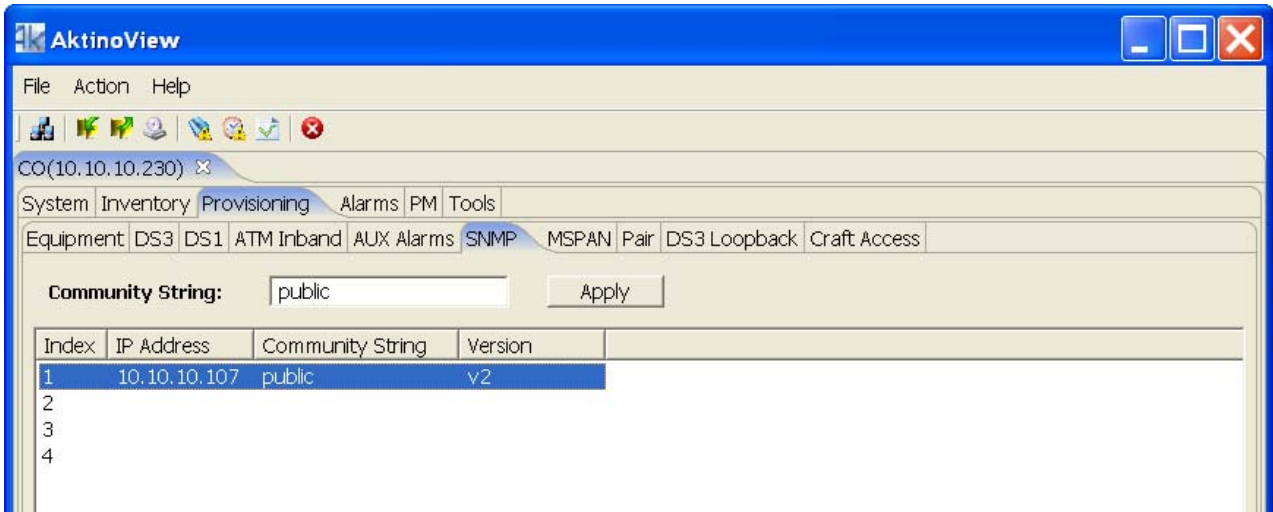 AktinoView
File Action Help
CO(10.10.10.230)
System Inventory Provisioning Alarms PM Tools
Equipment DS3 DS1 ATM Inband AUX Alarms SNMP MSPAN Pair DS3 Loopback Craft Access
Community String: public Apply
Index IP Address Community String Version
1 10.10.10.107 public v2
2
3
4